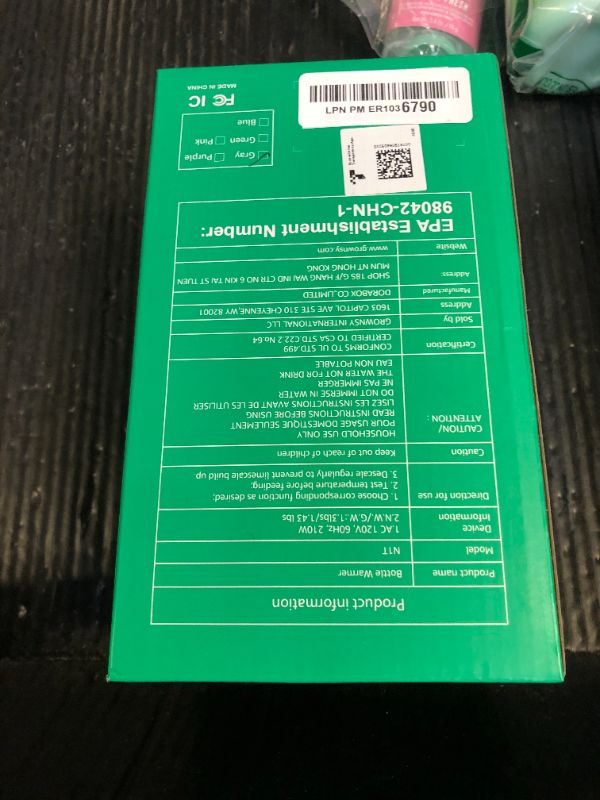 Product information
Product name Bottle Warmer
Model N1T
Device Information 1.AC 120V, 60Hz, 210W
2.N.W./G.W.:1.3lbs/1.43 lbs
Direction for use 1. Choose corresponding function as desired;
2. Test temperature before feeding;
3. Descale regularly to prevent limescale build up
Caution Keep out of reach of children
CAUTION/ ATTENTION : HOUSEHOLD USE ONLY
POUR USAGE DOMESTIQUE SEULEMENT
READ INSTRUCTIONS BEFORE USING
LISEZ LES INSTRUCTIONS AVANT DE LES UTILISER
DO NOT IMMERSE IN WATER
NE PAS IMMERGER
THE WATER NOT FOR DRINK
EAU NON POTABLE
Certification CONFORMS TO UL STD.499
CERTIFIED TO CSA STD.C22.2 No.64
Sold by GROWNSY INTERNATIONAL LLC
Address 1603 CAPITOL AVE STE 310 CHEYENNE,WY 82001
Manufactured DORABOX CO.,LIMITED
Address: SHOP 185 G/F HANG WAI IND CTR NO 6 KIN TAI ST TUEN
MUN NT HONG KONG
Website www.grownsy.com
EPA Establishment Number:
98042-CHN-1
Gray Purple
Green Pink
Blue
FC IC
MADE IN CHINA
LPN PM ER1036790